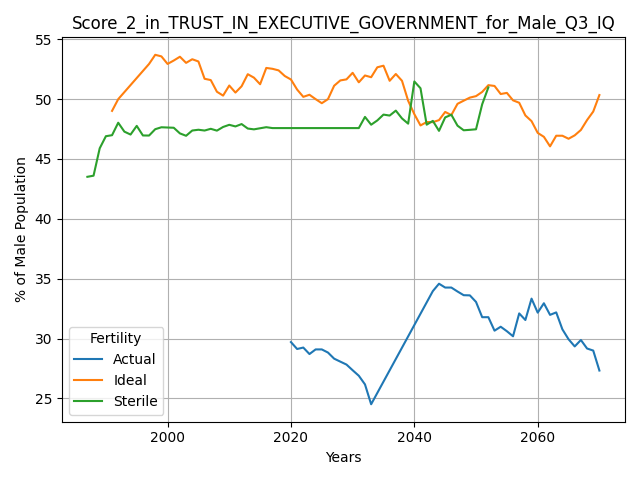 Score_2_in_TRUST_IN_EXECUTIVE_GOVERNMENT_for_Male_Q3_IQ
55
50
45
40
35
30
25
% of Male Population
Fertility
Actual
Ideal
Sterile
2000 2020 2040 2060
Years